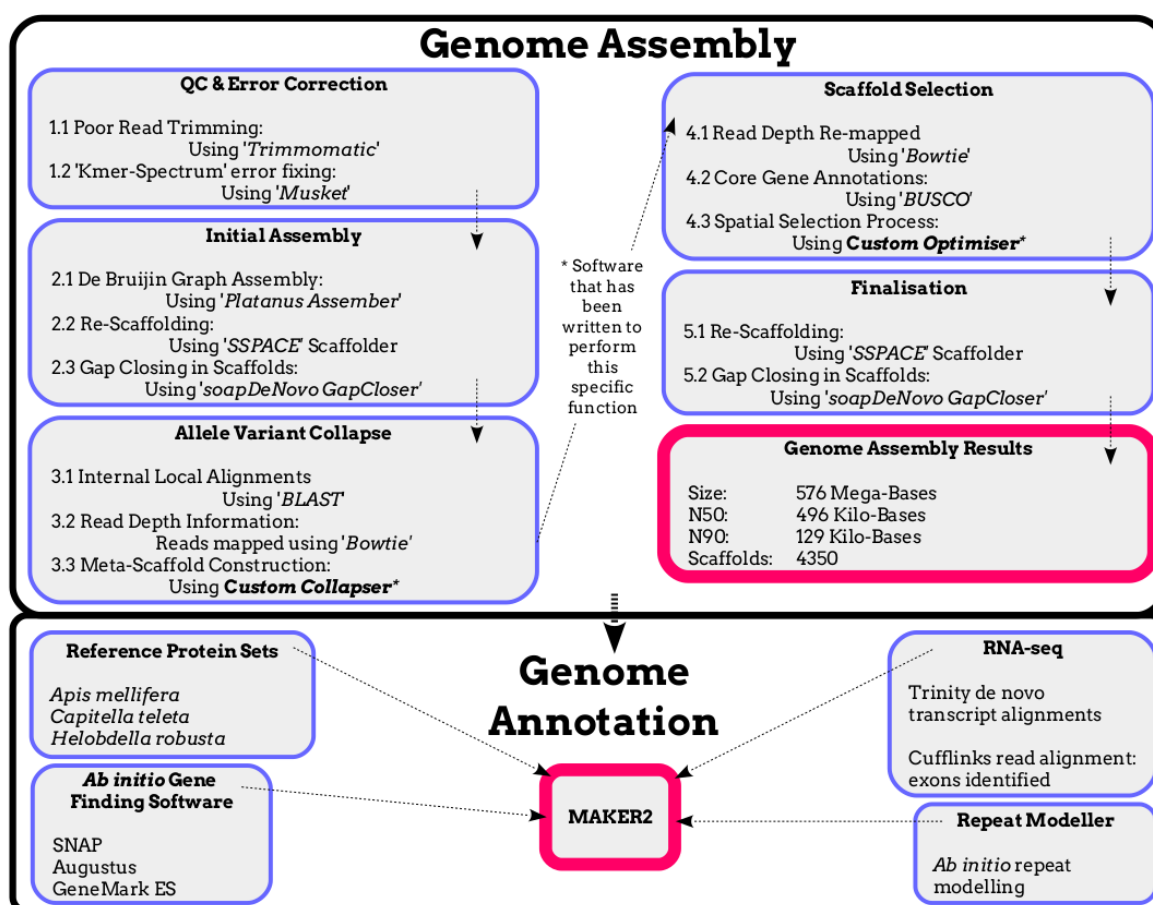 Genome Assembly
QC & Error Correction
1.1 Poor Read Trimming:
Using 'Trimmomatic'
1.2 'Kmer-Spectrum' error fixing:
Using 'Musket'
Initial Assembly
2.1 De Bruijin Graph Assembly:
Using 'Platanus Assember'
2.2 Re-Scaffolding:
Using 'SSPACE' Scaffolder
2.3 Gap Closing in Scaffolds:
Using 'soapDeNovo GapCloser'
Allele Variant Collapse
3.1 Internal Local Alignments
Using 'BLAST'
3.2 Read Depth Information:
Reads mapped using 'Bowtie'
3.3 Meta-Scaffold Construction:
Using Custom Collapser*
* Software
that has
been
written to
perform
this
specific
function
Scaffold Selection
4.1 Read Depth Re-mapped
Using 'Bowtie'
4.2 Core Gene Annotations:
Using 'BUSCO'
4.3 Spatial Selection Process:
Using Custom Optimiser*
Finalisation
5.1 Re-Scaffolding:
Using 'SSPACE' Scaffolder
5.2 Gap Closing in Scaffolds:
Using 'soapDeNovo GapCloser'
Genome Assembly Results
Size: 576 Mega-Bases
N50: 496 Kilo-Bases
N90: 129 Kilo-Bases
Scaffolds: 4350
Genome
Annotation
Reference Protein Sets
Apis mellifera
Capitella teleta
Helobdella robusta
Ab initio Gene
Finding Software
SNAP
Augustus
GeneMark ES
MAKER2
RNA-seq
Trinity de novo
transcript alignments
Cufflinks read alignment:
exons identified
Repeat Modeller
Ab initio repeat
modelling